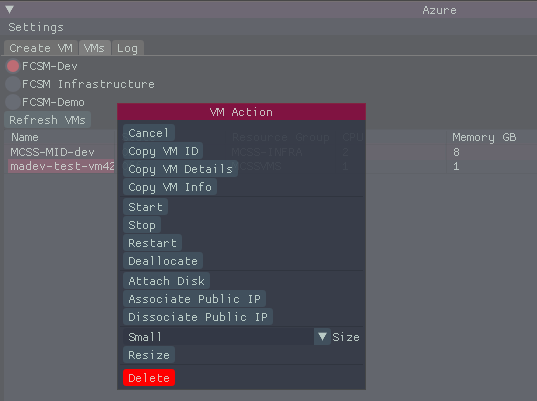 Azure
Settings
Create VM VMs Log
FCSM-Dev
FCSM Infrastructure
FCSM-Demo
Refresh VMs
VM Action
Name Resource Group CPU Memory GB
MCSS-MID-dev MCSS-INFRA 2 8
madev-test-vm42 1
Cancel
Copy VM ID
Copy VM Details
Copy VM Info
Start
Stop
Restart
Deallocate
Attach Disk
Associate Public IP
Dissociate Public IP
Small Size
Resize
Delete